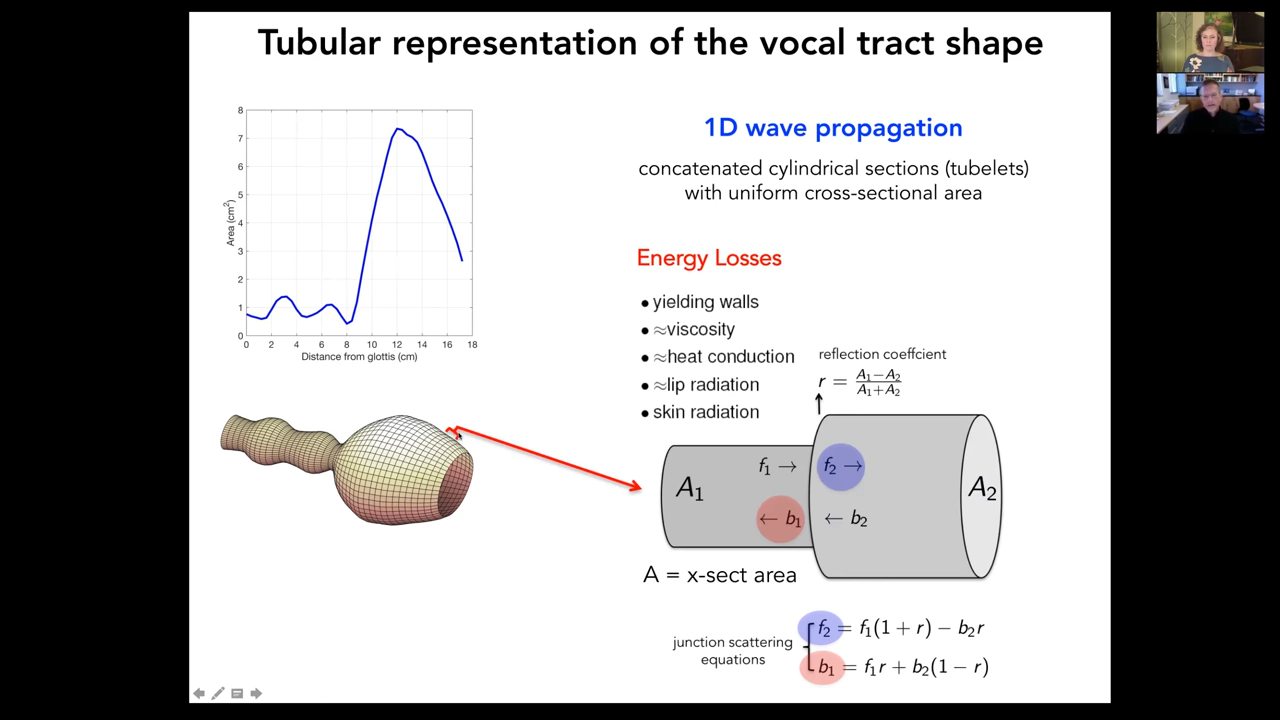 Tubular representation of the vocal tract shape
8
7
6
5
4
3
2
1
0
Area (cm²)
0 2 4 6 8 10 12 14 16 18
Distance from glottis (cm)
1D wave propagation
concatenated cylindrical sections (tubelets)
with uniform cross-sectional area
Energy Losses
• yielding walls
• ≈viscosity
• ≈heat conduction
• ≈lip radiation
• skin radiation
reflection coeffcient
r = A₁−A₂
A₁+A₂
f₁ →
f₂ →
A₁
A₂
← b₁
← b₂
A = x-sect area
junction scattering
equations
f₂ = f₁(1 + r) − b₂r
b₁ = f₁r + b₂(1 − r)